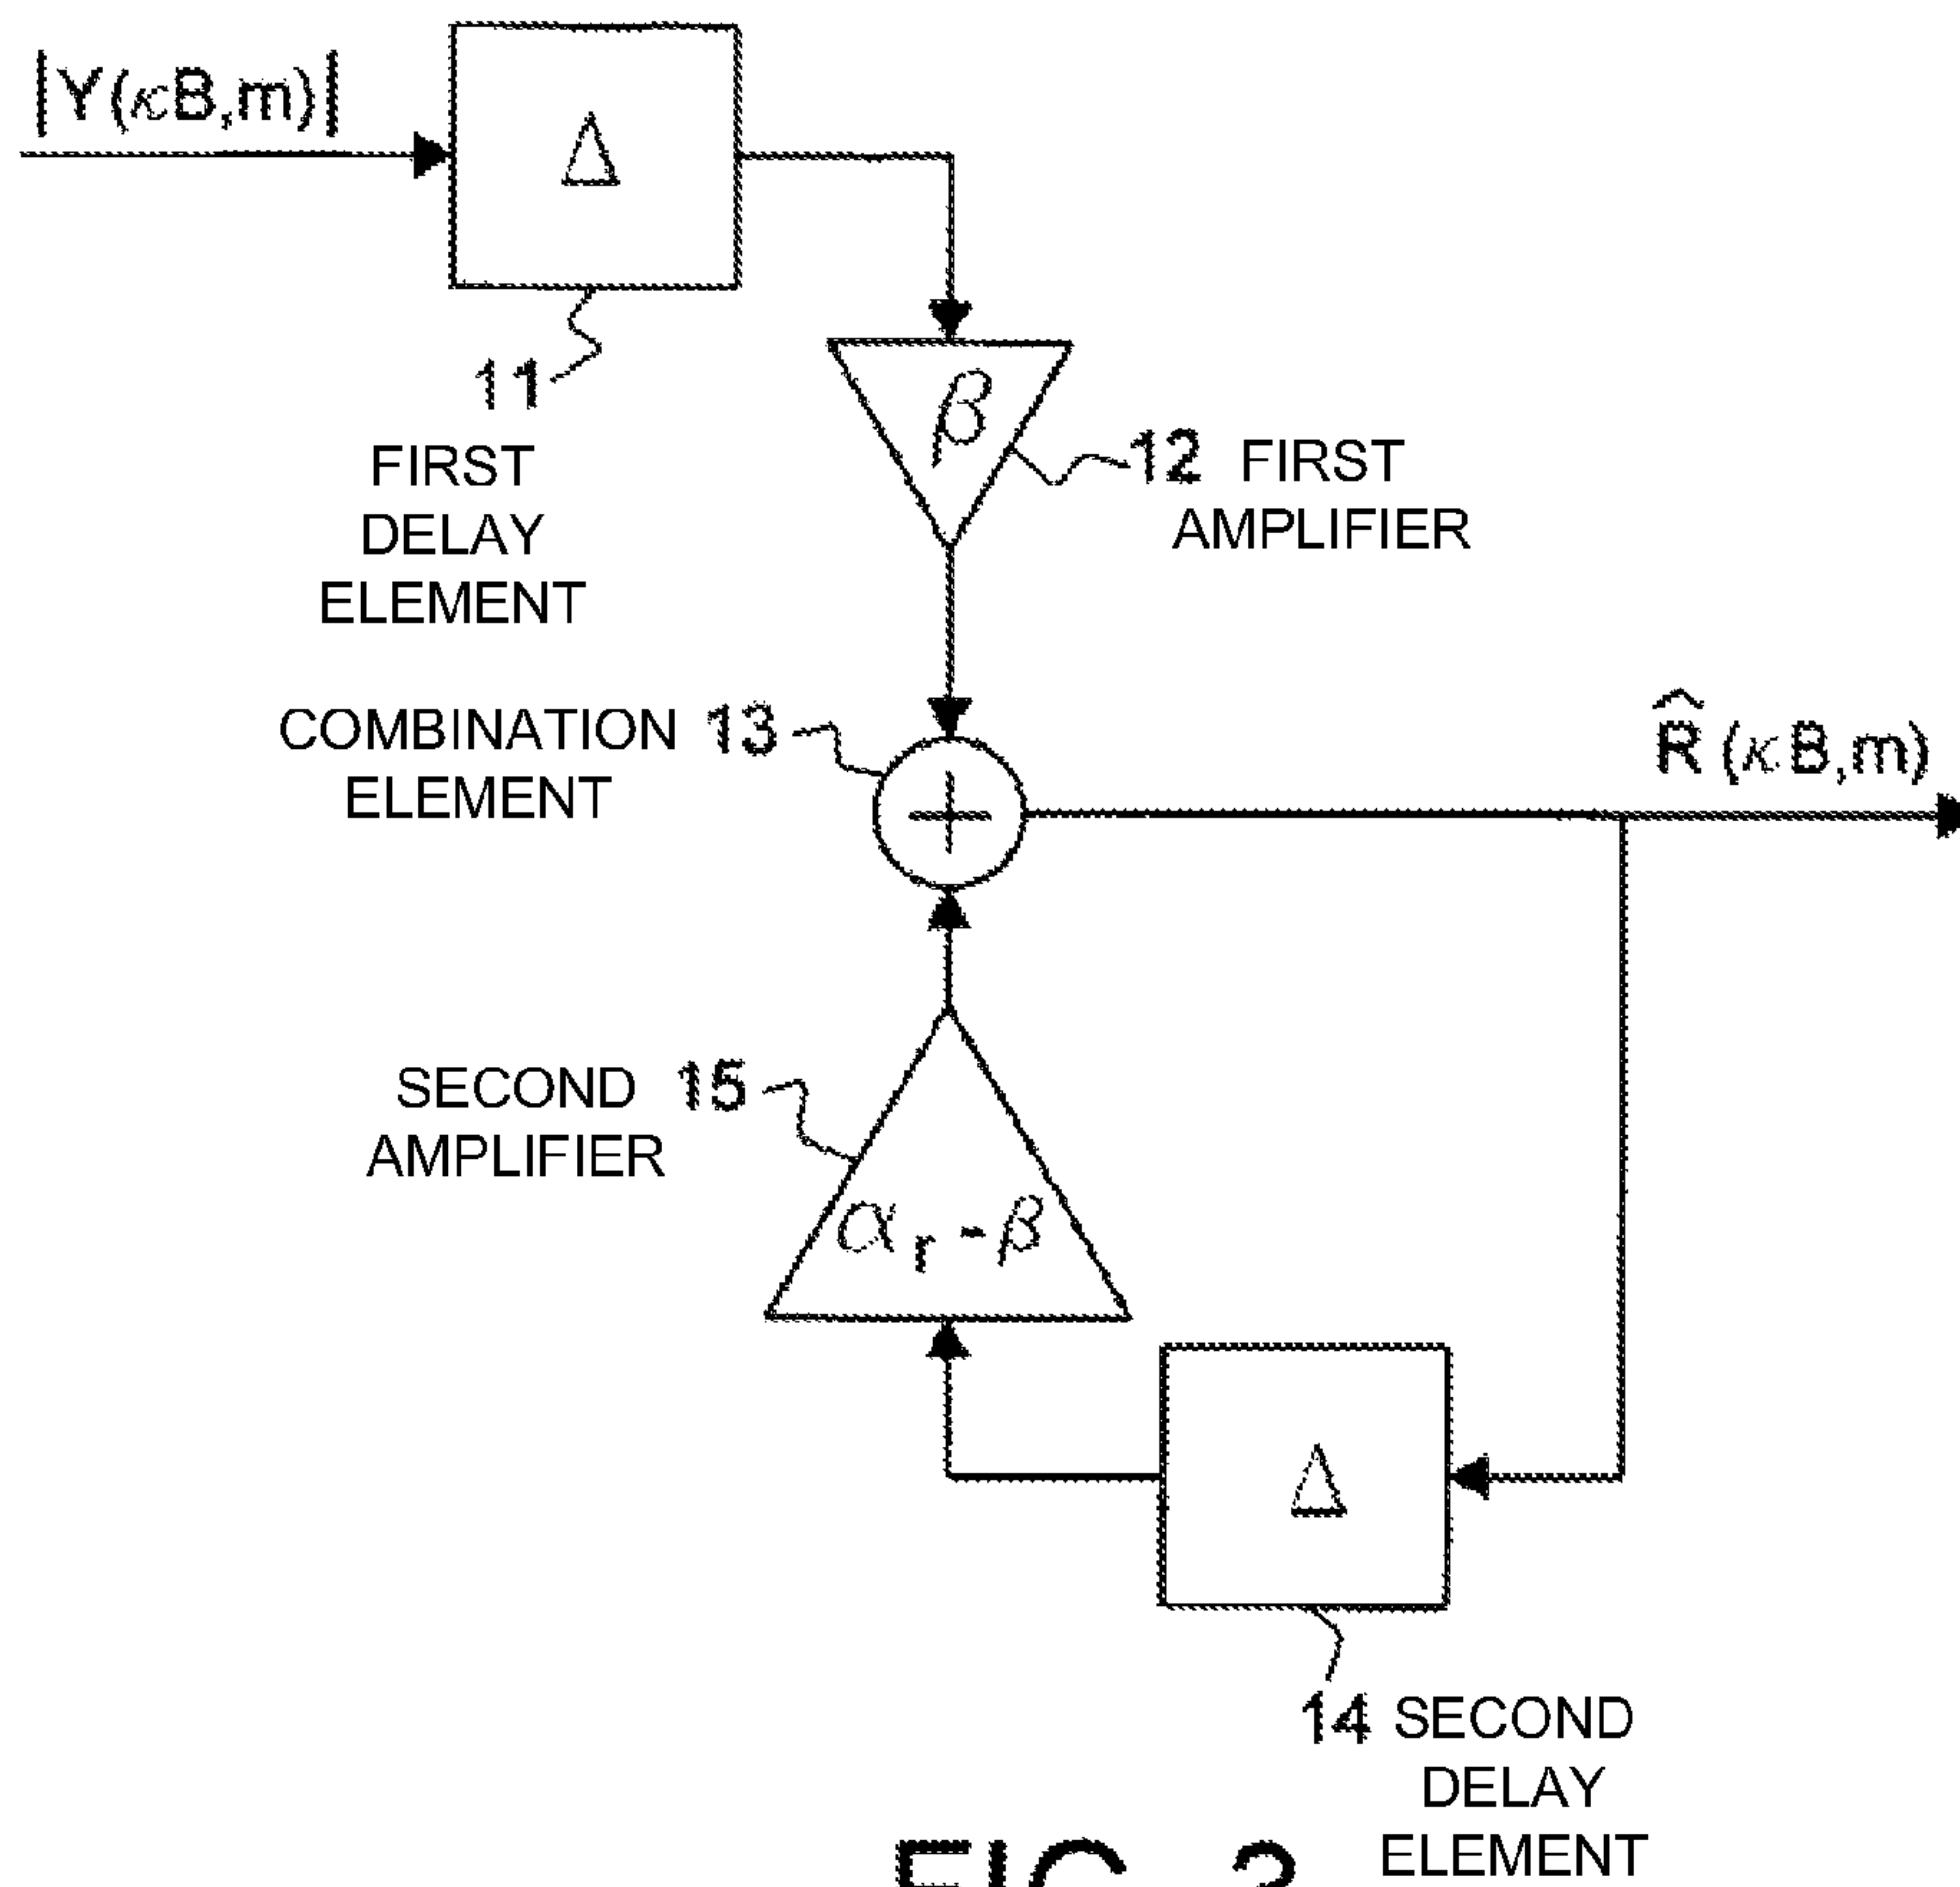 |Y(κB,m)|
Δ
11
FIRST
DELAY
ELEMENT
β
12 FIRST
AMPLIFIER
COMBINATION 13
ELEMENT
+
R̂(κB,m)
SECOND 15
AMPLIFIER
αr-β
Δ
14 SECOND
DELAY
ELEMENT